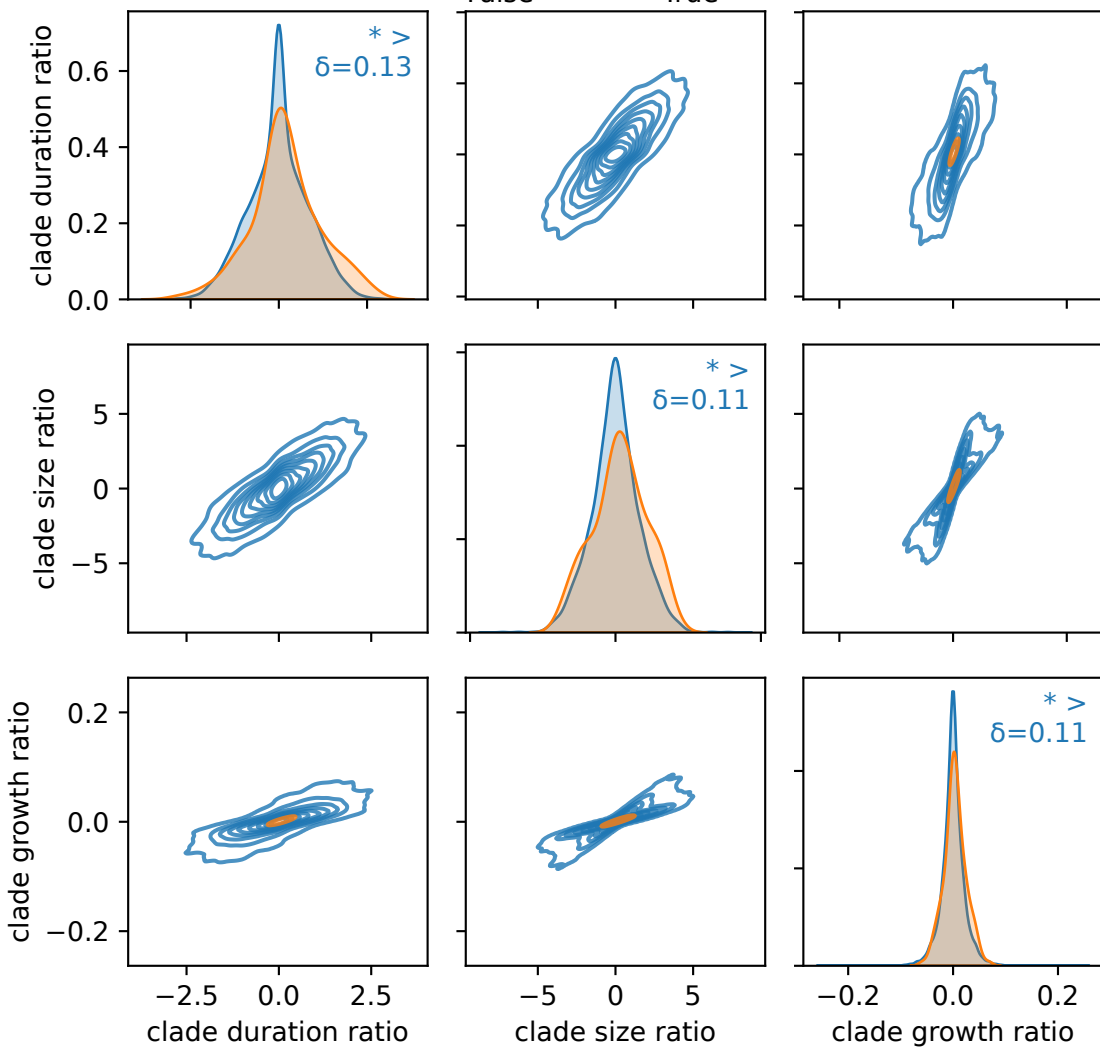 * >
δ=0.13
clade duration ratio
0.6
0.4
0.2
0.0
* >
δ=0.11
clade size ratio
5
0
−5
* >
δ=0.11
clade growth ratio
0.2
0.0
−0.2
−2.5 0.0 2.5
−5 0 5
−0.2 0.0 0.2
clade duration ratio
clade size ratio
clade growth ratio